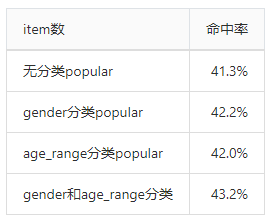 item数 命中率
无分类popular 41.3%
gender分类popular 42.2%
age_range分类popular 42.0%
gender和age_range分类 43.2%